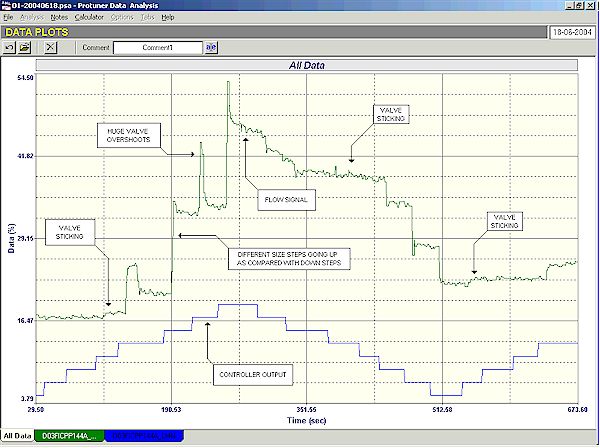 01-20040618.psa - Protuner Data Analysis
File Analysis Notes Calculator Options Tabs Help
DATA PLOTS
18-06-2004
Comment
Comment1
All Data
54.50
41.82
29.15
16.47
3.79
Data (%)
HUGE VALVE
OVERSHOOTS
VALVE
STICKING
FLOW SIGNAL
VALVE
STICKING
VALVE
STICKING
DIFFERENT SIZE STEPS GOING UP
AS COMPARED WITH DOWN STEPS
CONTROLLER OUTPUT
29.50
190.53
351.55
512.58
673.60
Time (sec)
All Data
D03FICPP144A_...